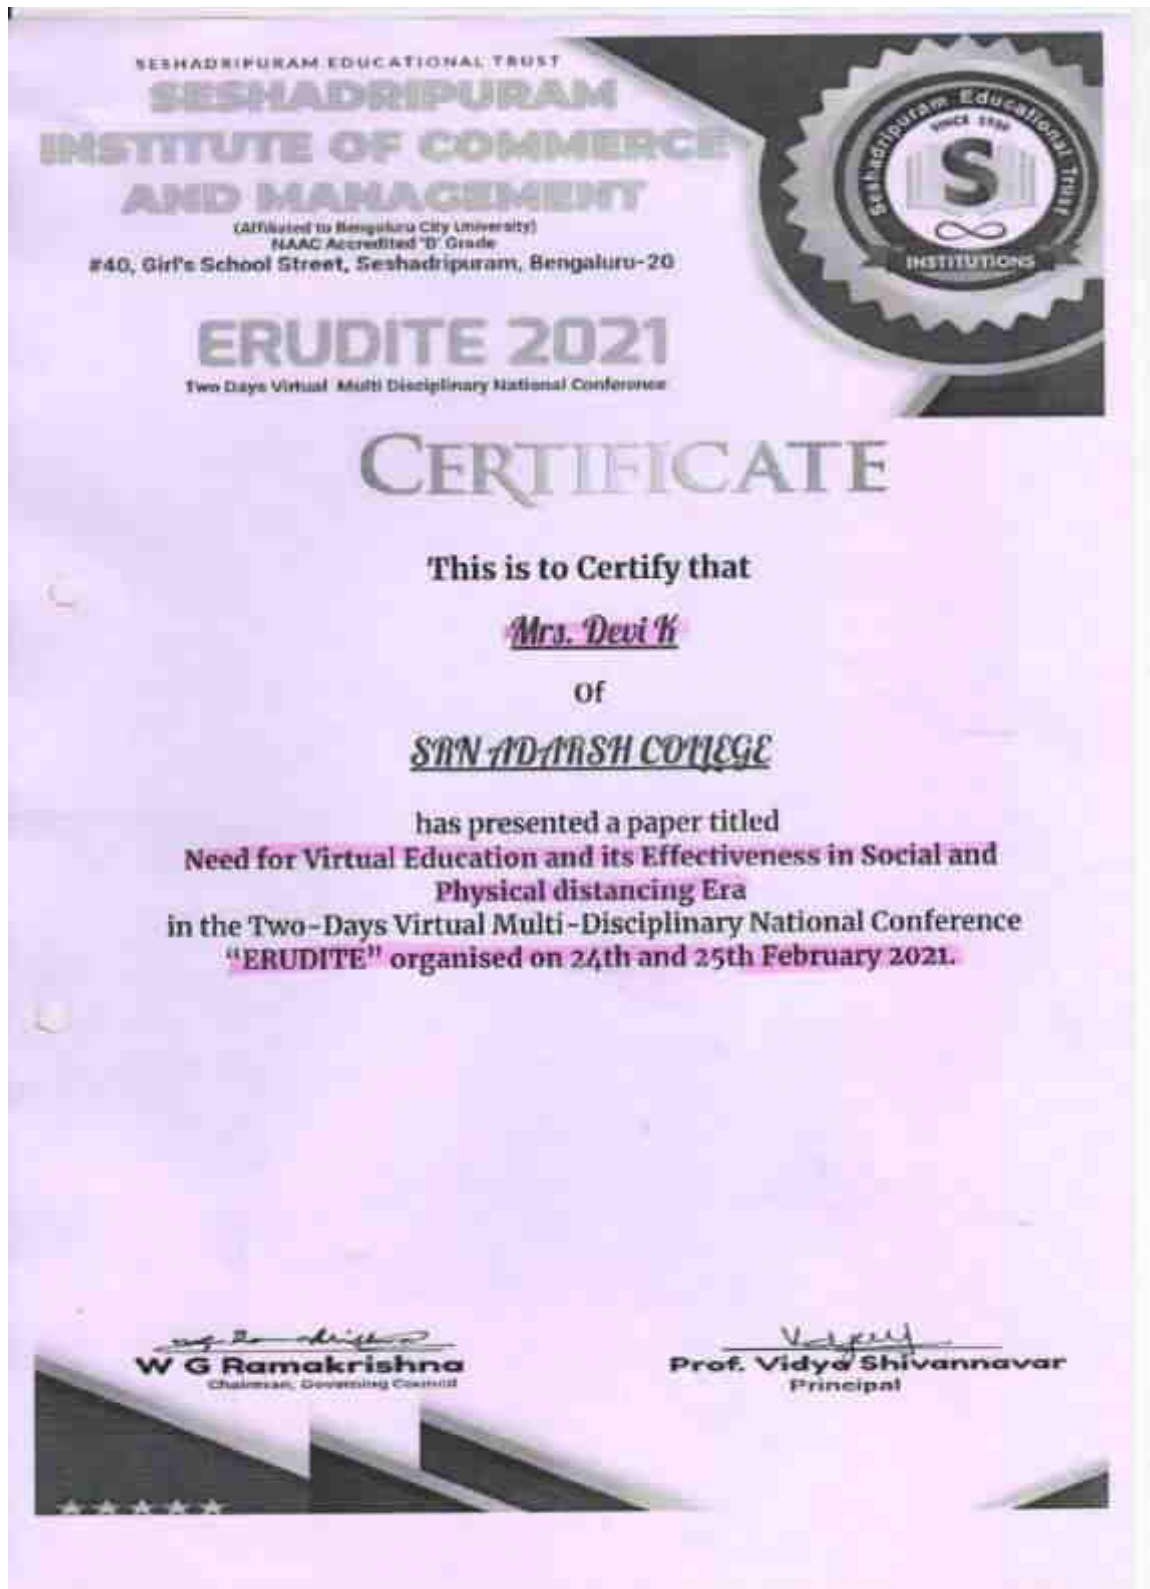 SESHADRIPURAM EDUCATIONAL TRUST
SESHADRIPURAM
INSTITUTE OF COMMERCE
AND MANAGEMENT
(Affiliated to Bengaluru City University)
NAAC Accredited 'B' Grade
#40, Girl's School Street, Seshadripuram, Bengaluru-20
Seshadripuram Educational Trust
SINCE 1930
S
INSTITUTIONS
ERUDITE 2021
Two Days Virtual Multi Disciplinary National Conference
CERTIFICATE
This is to Certify that
Mrs. Devi K
Of
SRN ADARSH COLLEGE
has presented a paper titled
Need for Virtual Education and its Effectiveness in Social and
Physical distancing Era
in the Two-Days Virtual Multi-Disciplinary National Conference
“ERUDITE” organised on 24th and 25th February 2021.
W G Ramakrishna
Chairman, Governing Council
Prof. Vidya Shivannavar
Principal